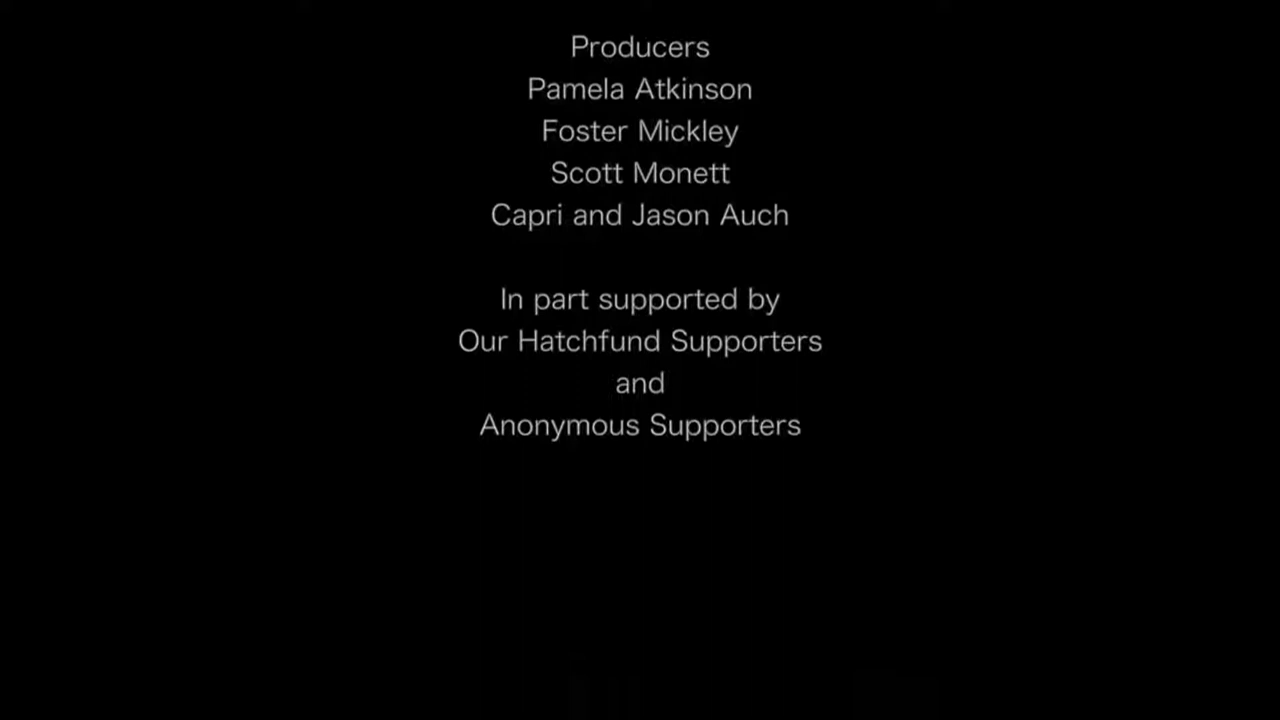 Producers
Pamela Atkinson
Foster Mickley
Scott Monett
Capri and Jason Auch
In part supported by
Our Hatchfund Supporters
and
Anonymous Supporters